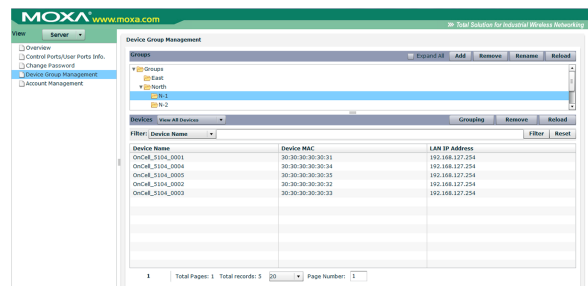 MOXA® www.moxa.com
Total Solution for Industrial Wireless Networking
View Server
Overview
Control Ports/User Ports Info.
Change Password
Device Group Management
Account Management
Device Group Management
Groups Expand All Add Remove Rename Reload
Groups
East
North
N-1
N-2
Devices View All Devices Grouping Remove Reload
Filter: Device Name Filter Reset
Device Name Device MAC LAN IP Address
OnCell_5104_0001 30:30:30:30:30:31 192.168.127.254
OnCell_5104_0004 30:30:30:30:30:34 192.168.127.254
OnCell_5104_0005 30:30:30:30:30:35 192.168.127.254
OnCell_5104_0002 30:30:30:30:30:32 192.168.127.254
OnCell_5104_0003 30:30:30:30:30:33 192.168.127.254
1 Total Pages: 1 Total records: 5 20 Page Number: 1